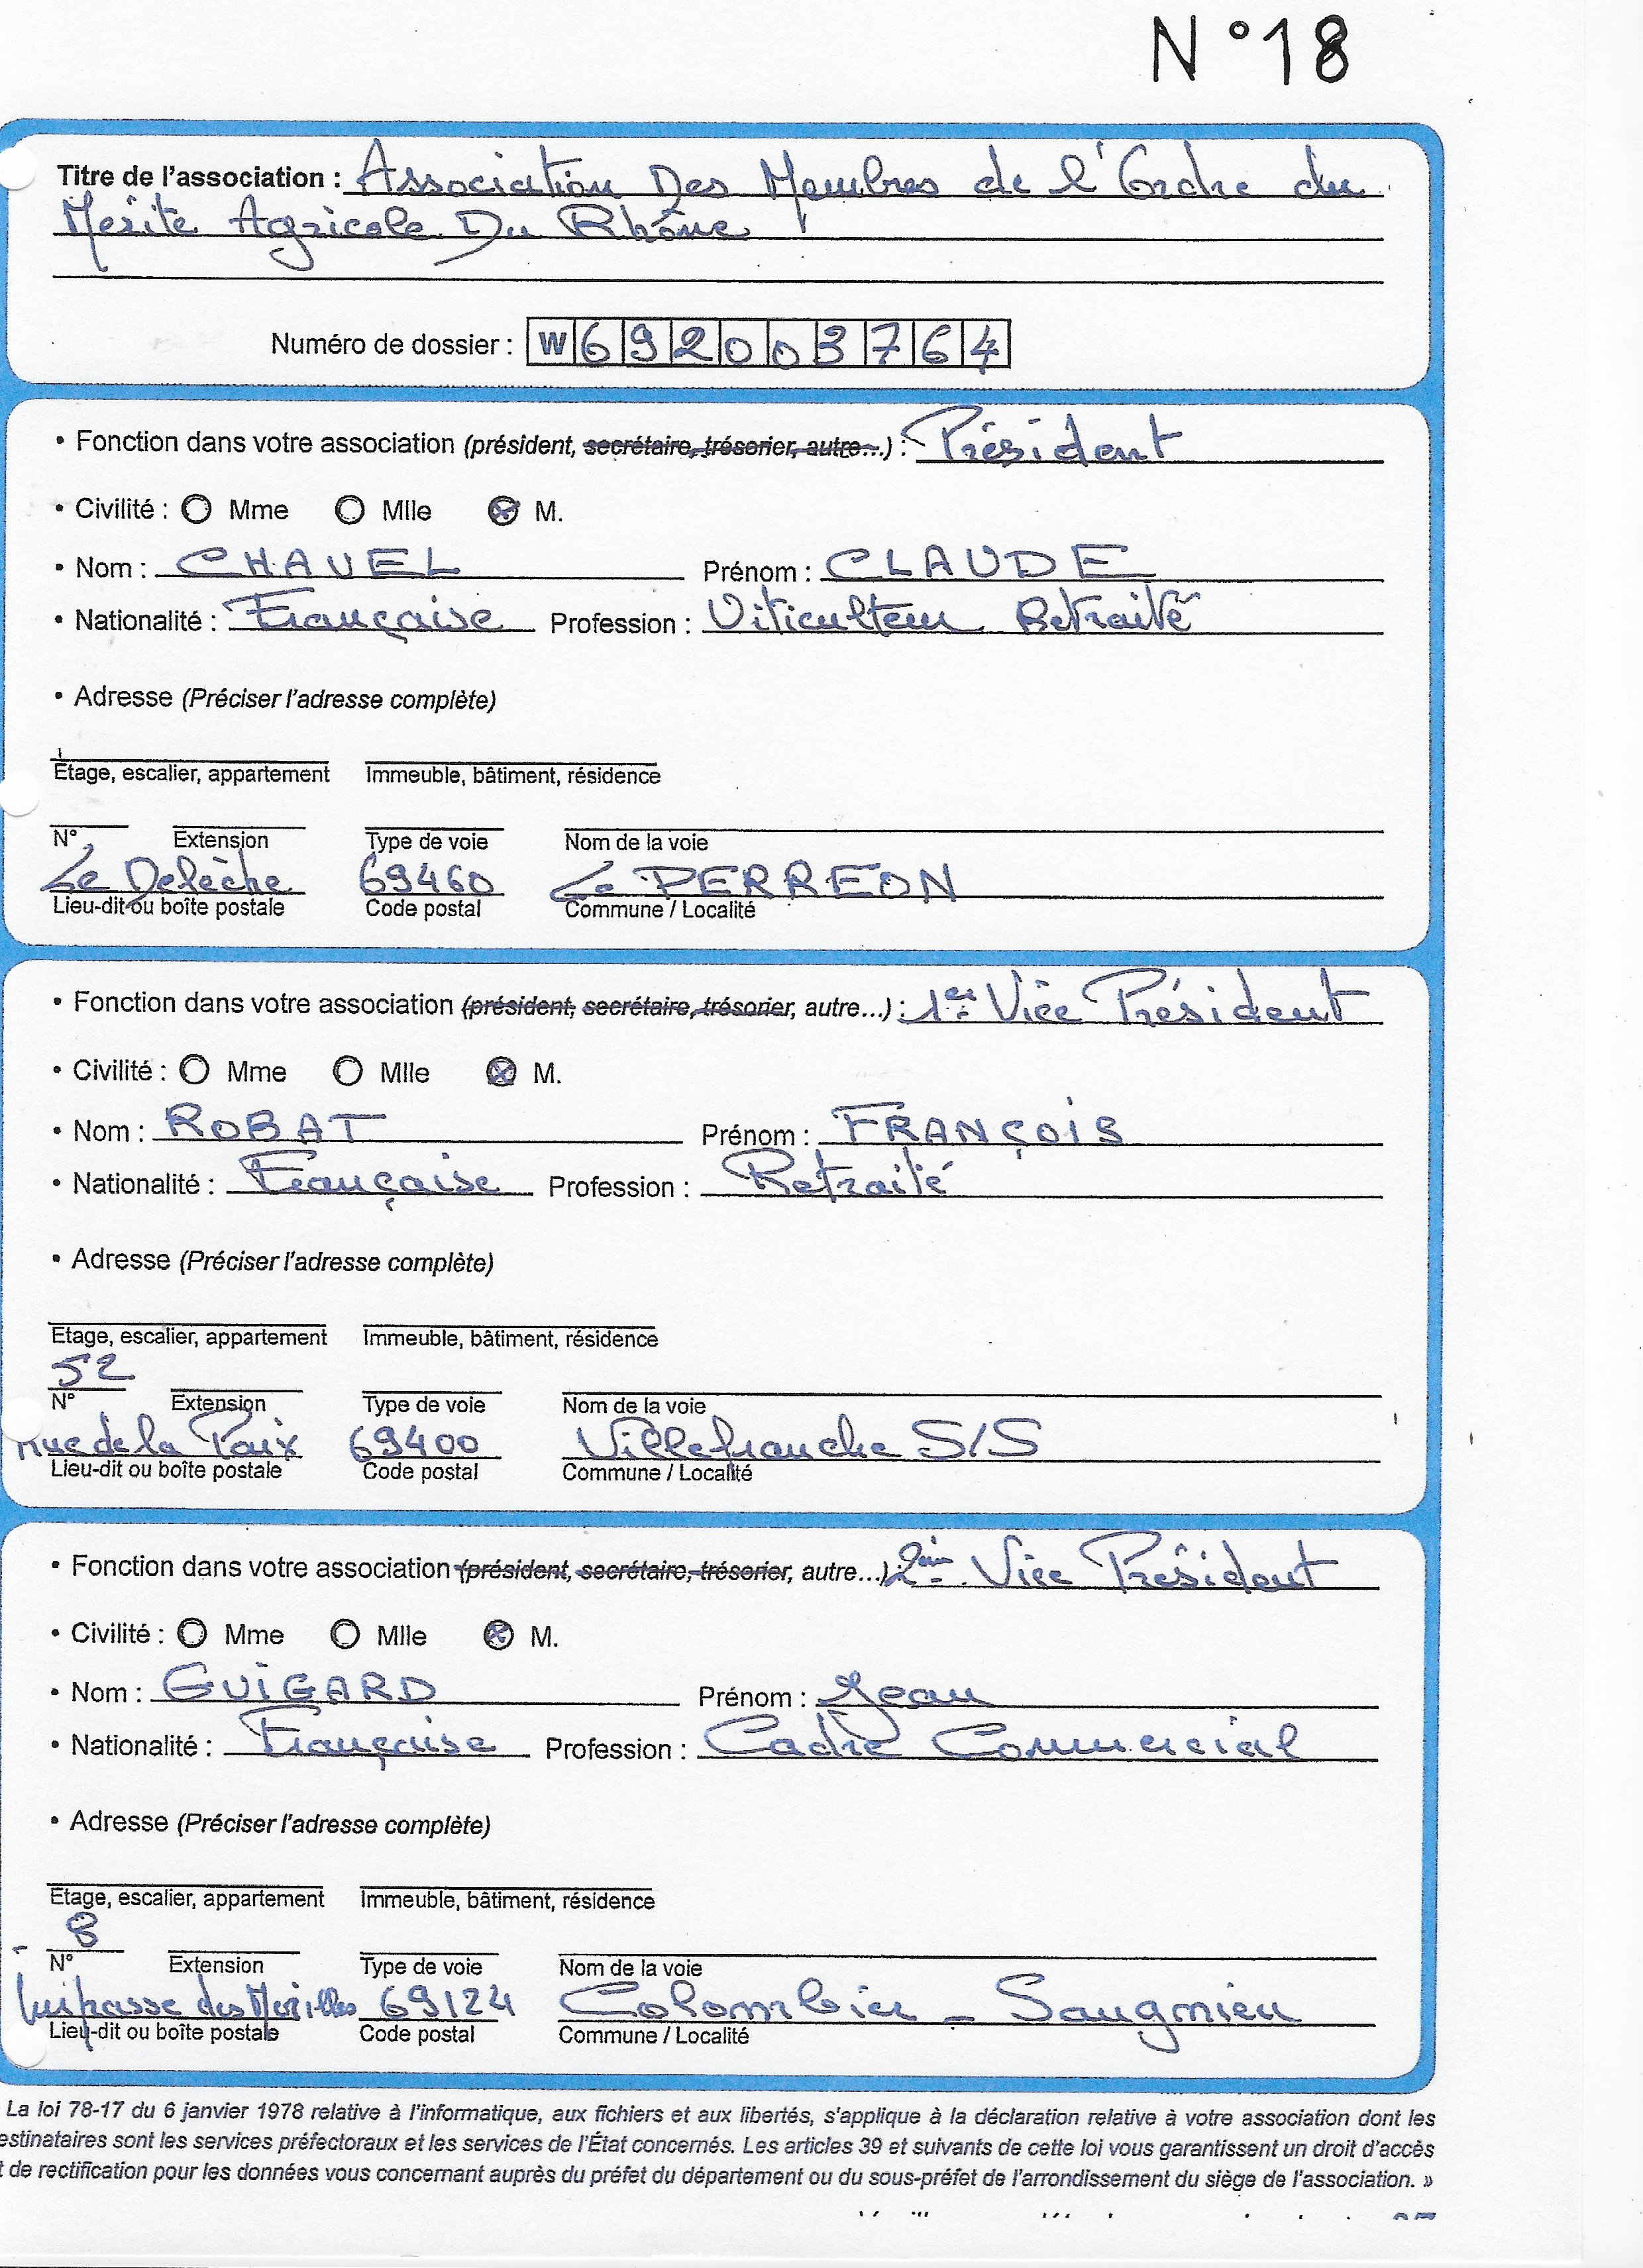 N°18
Titre de l'association : Association Des Membres de l'Ordre du
Mérite Agricole Du Rhône
Numéro de dossier : W692003764
• Fonction dans votre association (président, secrétaire, trésorier, autre...) : Président
• Civilité : Mme Mlle M.
• Nom : CHAVEL Prénom : CLAUDE
• Nationalité : Française Profession : Viticulteur Retraité
• Adresse (Préciser l'adresse complète)
Etage, escalier, appartement Immeuble, bâtiment, résidence
N° Extension Type de voie Nom de la voie
Le 69460 Le PERREON
Lieu-dit ou boîte postale Code postal Commune / Localité
• Fonction dans votre association (président, secrétaire, trésorier, autre...) : 1er Vice Président
• Civilité : Mme Mlle M.
• Nom : ROBAT Prénom : FRANÇOIS
• Nationalité : Française Profession : Retraité
• Adresse (Préciser l'adresse complète)
Etage, escalier, appartement Immeuble, bâtiment, résidence
52
N° Extension Type de voie Nom de la voie
rue de la Paix 69400 Villefranche S/S
Lieu-dit ou boîte postale Code postal Commune / Localité
• Fonction dans votre association (président, secrétaire, trésorier, autre...) : 2ème Vice Président
• Civilité : Mme Mlle M.
• Nom : GUIGARD Prénom : Jean
• Nationalité : Française Profession : Cadre Commercial
• Adresse (Préciser l'adresse complète)
Etage, escalier, appartement Immeuble, bâtiment, résidence
8
N° Extension Type de voie Nom de la voie
Impasse des 69124 Colombier - Saugnieu
Lieu-dit ou boîte postale Code postal Commune / Localité
La loi 78-17 du 6 janvier 1978 relative à l'informatique, aux fichiers et aux libertés, s'applique à la déclaration relative à votre association dont les
estinataires sont les services préfectoraux et les services de l'État concernés. Les articles 39 et suivants de cette loi vous garantissent un droit d'accès
t de rectification pour les données vous concernant auprès du préfet du département ou du sous-préfet de l'arrondissement du siège de l'association. »